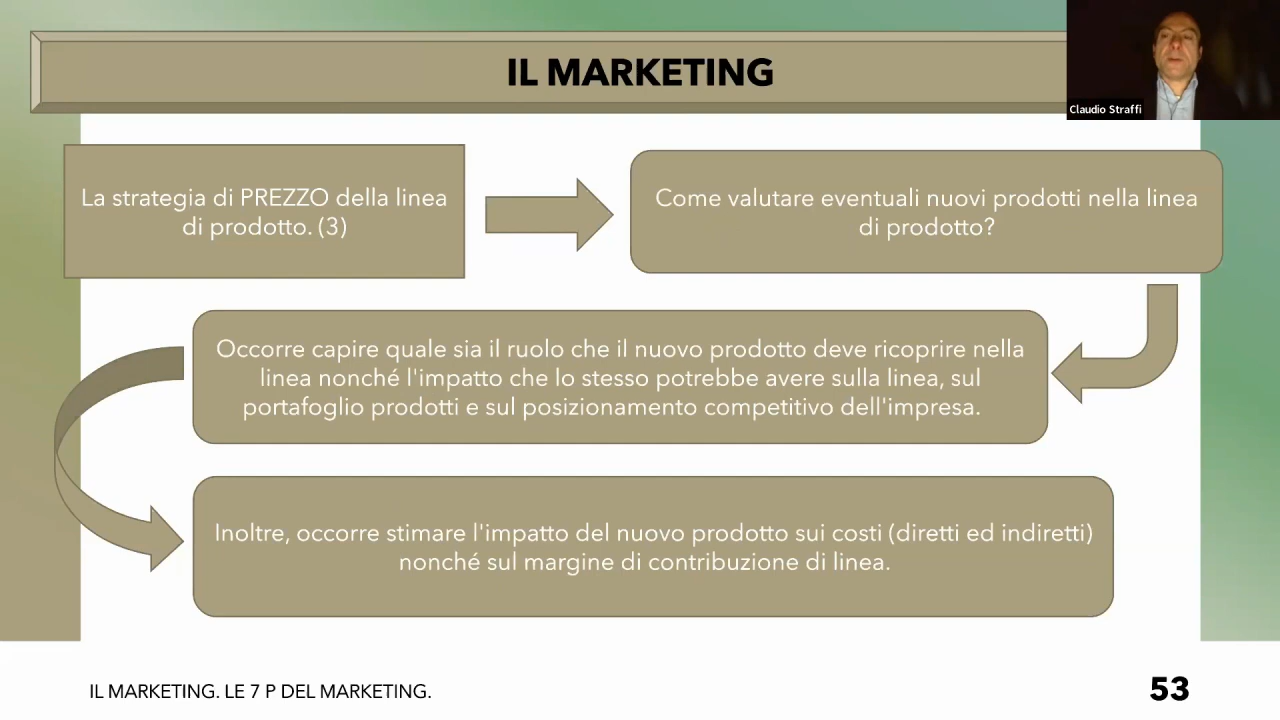 IL MARKETING
Claudio Straffi
La strategia di PREZZO della linea
di prodotto. (3)
Come valutare eventuali nuovi prodotti nella linea
di prodotto?
Occorre capire quale sia il ruolo che il nuovo prodotto deve ricoprire nella
linea nonché l'impatto che lo stesso potrebbe avere sulla linea, sul
portafoglio prodotti e sul posizionamento competitivo dell'impresa.
Inoltre, occorre stimare l'impatto del nuovo prodotto sui costi (diretti ed indiretti)
nonché sul margine di contribuzione di linea.
IL MARKETING. LE 7 P DEL MARKETING.
53